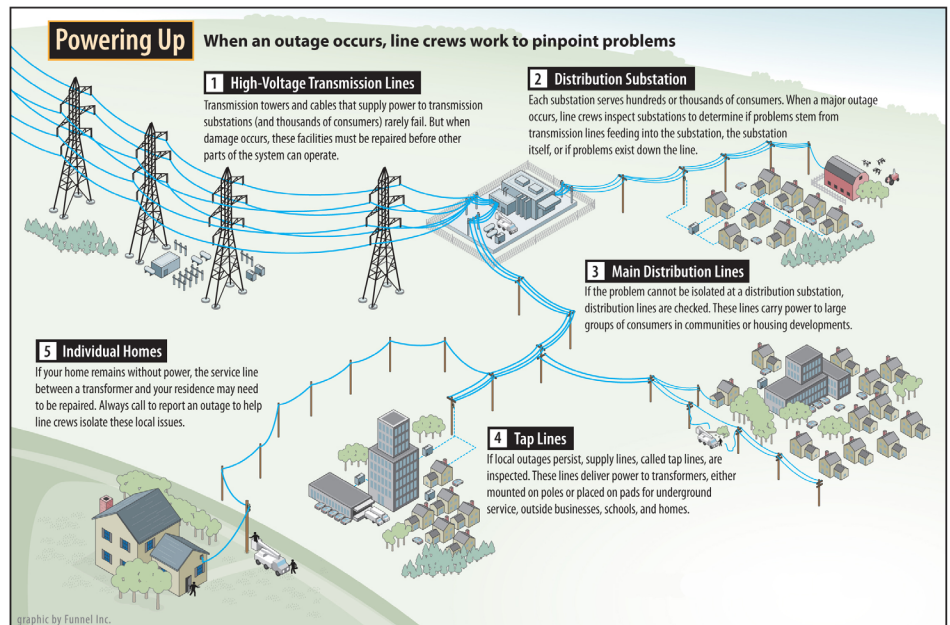 Powering Up
When an outage occurs, line crews work to pinpoint problems
1 High-Voltage Transmission Lines
Transmission towers and cables that supply power to transmission
substations (and thousands of consumers) rarely fail. But when
damage occurs, these facilities must be repaired before other
parts of the system can operate.
2 Distribution Substation
Each substation serves hundreds or thousands of consumers. When a major outage
occurs, line crews inspect substations to determine if problems stem from
transmission lines feeding into the substation, the substation
itself, or if problems exist down the line.
3 Main Distribution Lines
If the problem cannot be isolated at a distribution substation,
distribution lines are checked. These lines carry power to large
groups of consumers in communities or housing developments.
4 Tap Lines
If local outages persist, supply lines, called tap lines, are
inspected. These lines deliver power to transformers, either
mounted on poles or placed on pads for underground
service, outside businesses, schools, and homes.
5 Individual Homes
If your home remains without power, the service line
between a transformer and your residence may need
to be repaired. Always call to report an outage to help
line crews isolate these local issues.
graphic by Funnel Inc.